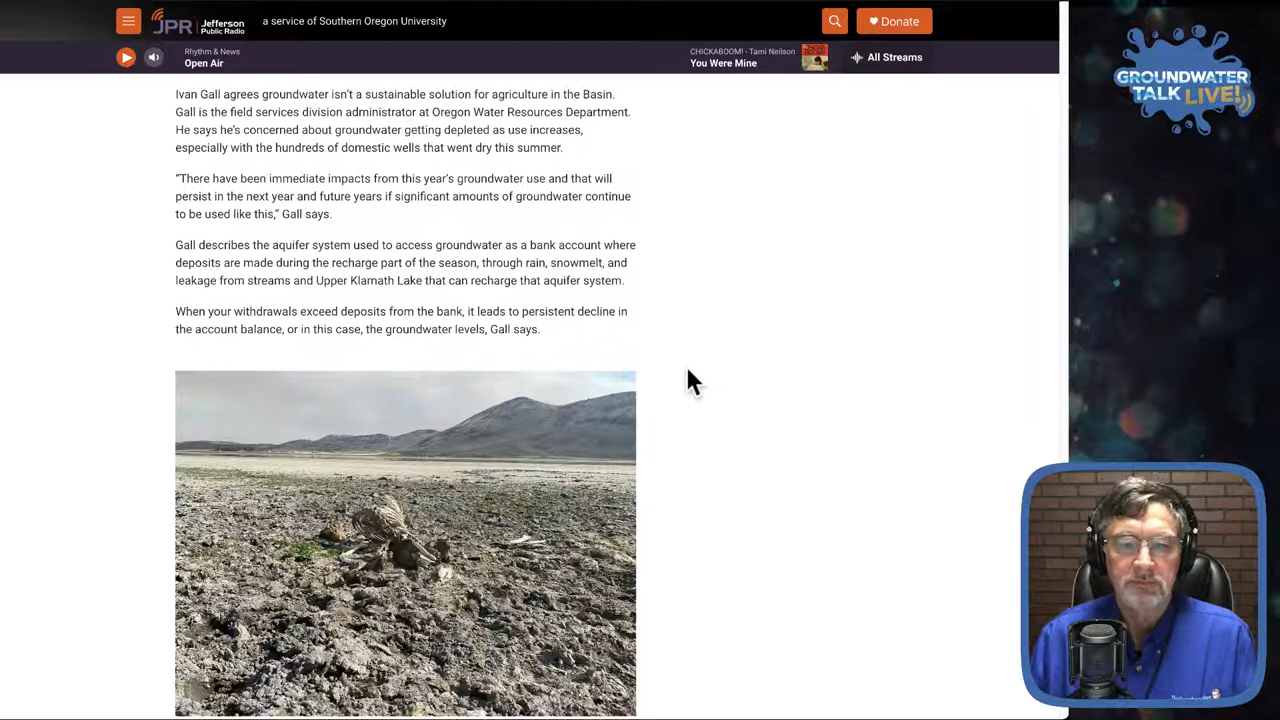 JPR
Jefferson
Public Radio
a service of Southern Oregon University
Donate
Rhythm & News
Open Air
CHICKABOOM! - Tami Neilson
You Were Mine
All Streams
GROUNDWATER
TALK LIVE!
Ivan Gall agrees groundwater isn’t a sustainable solution for agriculture in the Basin.
Gall is the field services division administrator at Oregon Water Resources Department.
He says he’s concerned about groundwater getting depleted as use increases,
especially with the hundreds of domestic wells that went dry this summer.
“There have been immediate impacts from this year’s groundwater use and that will
persist in the next year and future years if significant amounts of groundwater continue
to be used like this,” Gall says.
Gall describes the aquifer system used to access groundwater as a bank account where
deposits are made during the recharge part of the season, through rain, snowmelt, and
leakage from streams and Upper Klamath Lake that can recharge that aquifer system.
When your withdrawals exceed deposits from the bank, it leads to persistent decline in
the account balance, or in this case, the groundwater levels, Gall says.